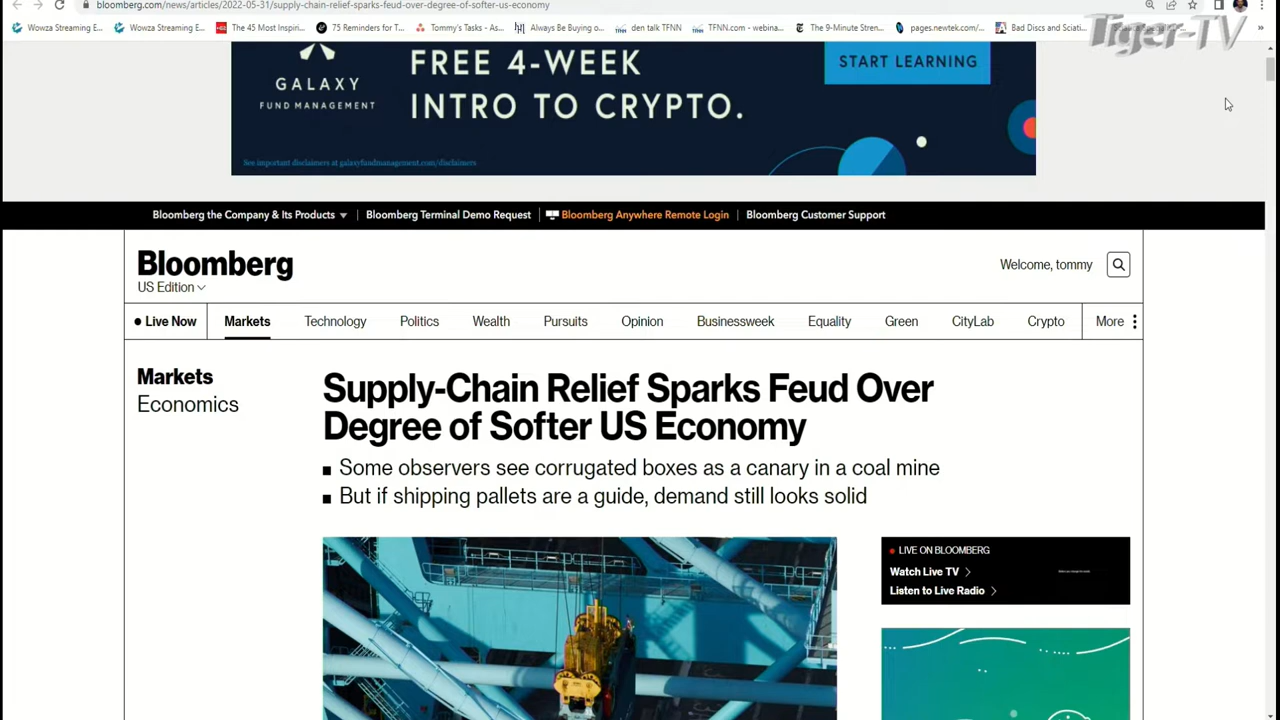 bloomberg.com/news/articles/2022-05-31/supply-chain-relief-sparks-feud-over-degree-of-softer-us-economy
Wowza Streaming E... Wowza Streaming E... The 45 Most Inspiri... 75 Reminders for T... Tommy's Tasks - As... Always Be Buying o... den talk TFNN TFNN.com - webina... The 9-Minute Stren... pages.newtek.com/... Bad Discs and Sciati... »
Tiger-TV
GALAXY
FUND MANAGEMENT
FREE 4-WEEK
INTRO TO CRYPTO.
START LEARNING
See important disclaimers at galaxyfundmanagement.com/disclaimers
Bloomberg the Company & Its Products Bloomberg Terminal Demo Request Bloomberg Anywhere Remote Login Bloomberg Customer Support
Bloomberg
US Edition
Welcome, tommy
Live Now Markets Technology Politics Wealth Pursuits Opinion Businessweek Equality Green CityLab Crypto More
Markets
Economics
Supply-Chain Relief Sparks Feud Over
Degree of Softer US Economy
Some observers see corrugated boxes as a canary in a coal mine
But if shipping pallets are a guide, demand still looks solid
LIVE ON BLOOMBERG
Watch Live TV
Listen to Live Radio